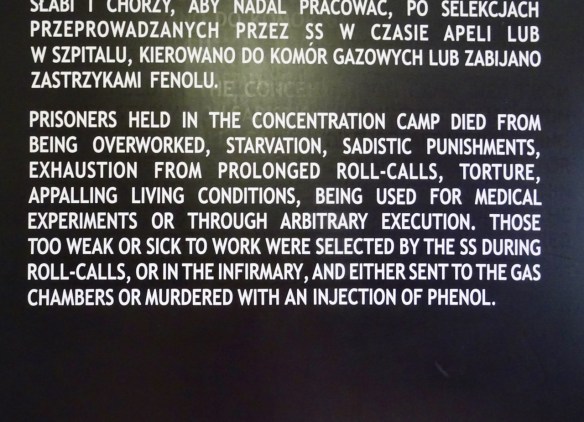 SŁABI I CHORZY, ABY NADAL PRACOWAĆ, PO SELEKCJACH
PRZEPROWADZANYCH PRZEZ SS W CZASIE APELI LUB
W SZPITALU, KIEROWANO DO KOMÓR GAZOWYCH LUB ZABIJANO
ZASTRZYKAMI FENOLU.
PRISONERS HELD IN THE CONCENTRATION CAMP DIED FROM
BEING OVERWORKED, STARVATION, SADISTIC PUNISHMENTS,
EXHAUSTION FROM PROLONGED ROLL-CALLS, TORTURE,
APPALLING LIVING CONDITIONS, BEING USED FOR MEDICAL
EXPERIMENTS OR THROUGH ARBITRARY EXECUTION. THOSE
TOO WEAK OR SICK TO WORK WERE SELECTED BY THE SS DURING
ROLL-CALLS, OR IN THE INFIRMARY, AND EITHER SENT TO THE GAS
CHAMBERS OR MURDERED WITH AN INJECTION OF PHENOL.